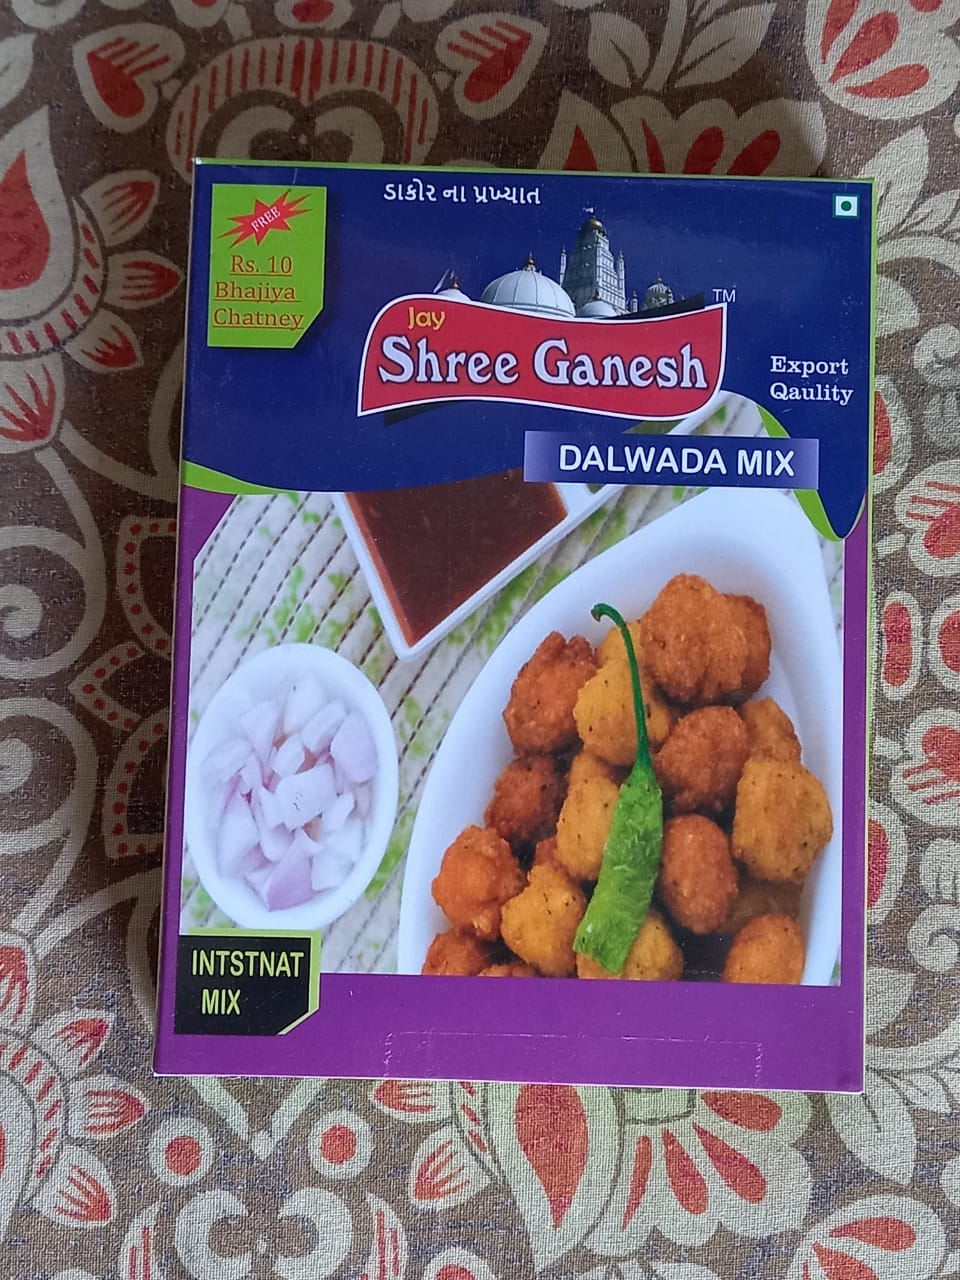 ડાકોર ના પ્રખ્યાત
FREE
Rs. 10
Bhajiya
Chatney
TM
Jay
Shree Ganesh
Export
Qaulity
DALWADA MIX
INTSTNAT
MIX